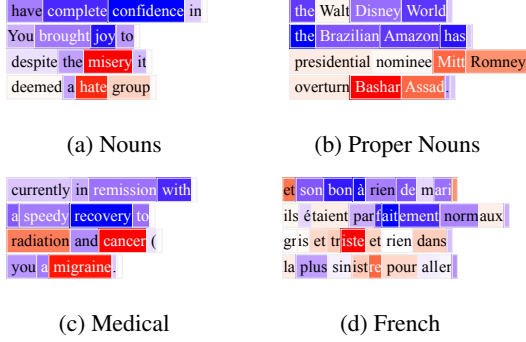 have complete confidence in
You brought joy to
despite the misery it
deemed a hate group
(a) Nouns
the Walt Disney World
the Brazilian Amazon has
presidential nominee Mitt Romney
overturn Bashar Assad.
(b) Proper Nouns
currently in remission with
a speedy recovery to
radiation and cancer (
you a migraine.
(c) Medical
et son bon à rien de mari
ils étaient parfaitement normaux
gris et triste et rien dans
la plus sinistre pour aller
(d) French